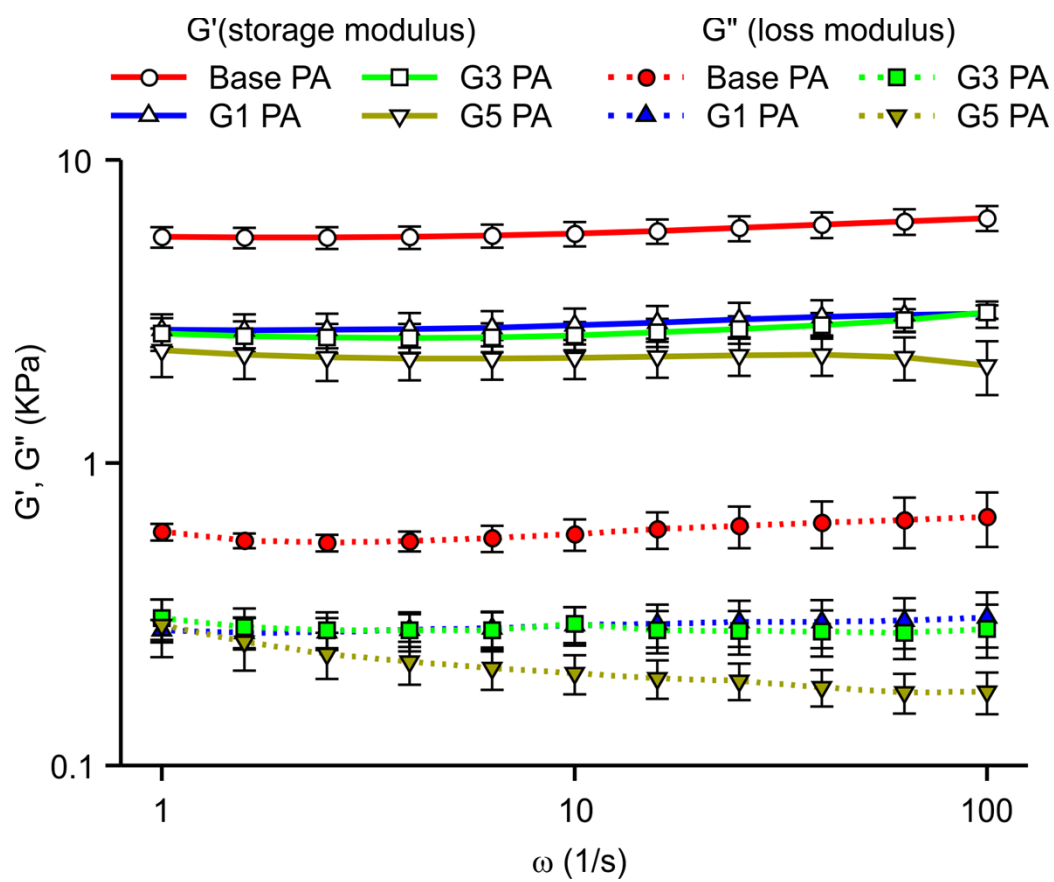 G'(storage modulus) G" (loss modulus)
Base PA G3 PA Base PA G3 PA
G1 PA G5 PA G1 PA G5 PA
10
1
0.1
G', G" (KPa)
1 10 100
ω (1/s)